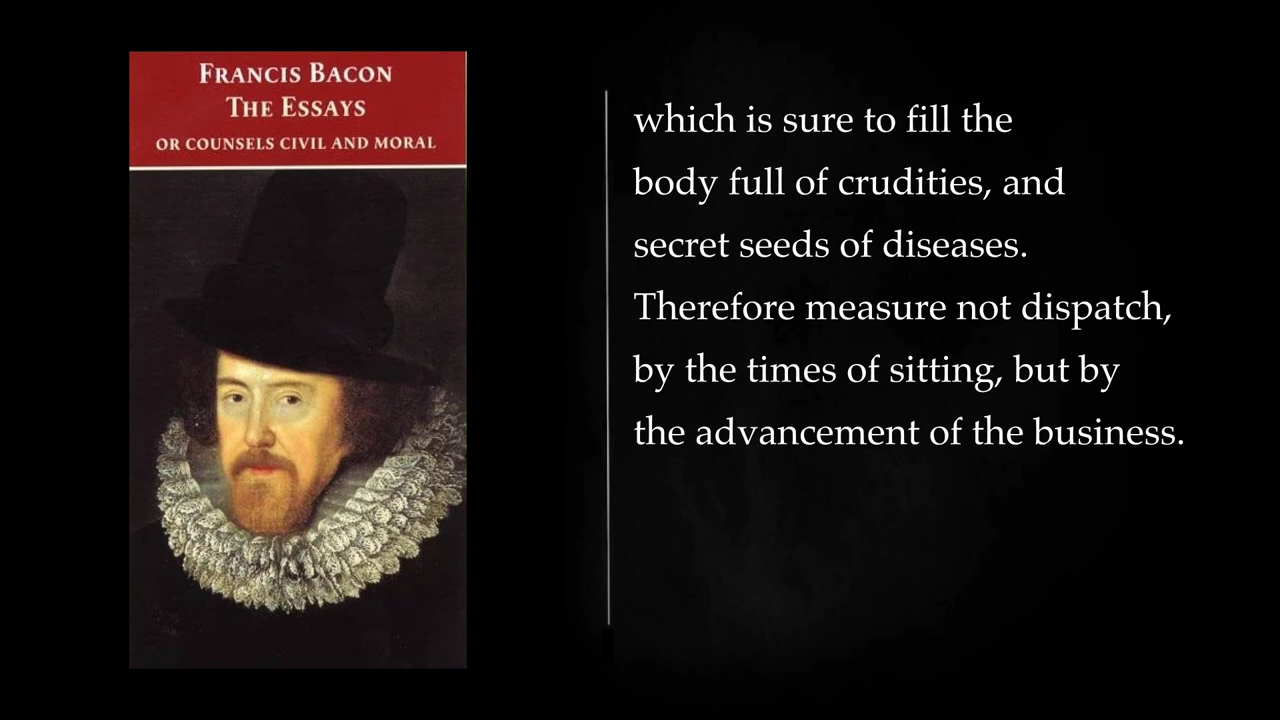 FRANCIS BACON
THE ESSAYS
OR COUNSELS CIVIL AND MORAL
which is sure to fill the
body full of crudities, and
secret seeds of diseases.
Therefore measure not dispatch,
by the times of sitting, but by
the advancement of the business.